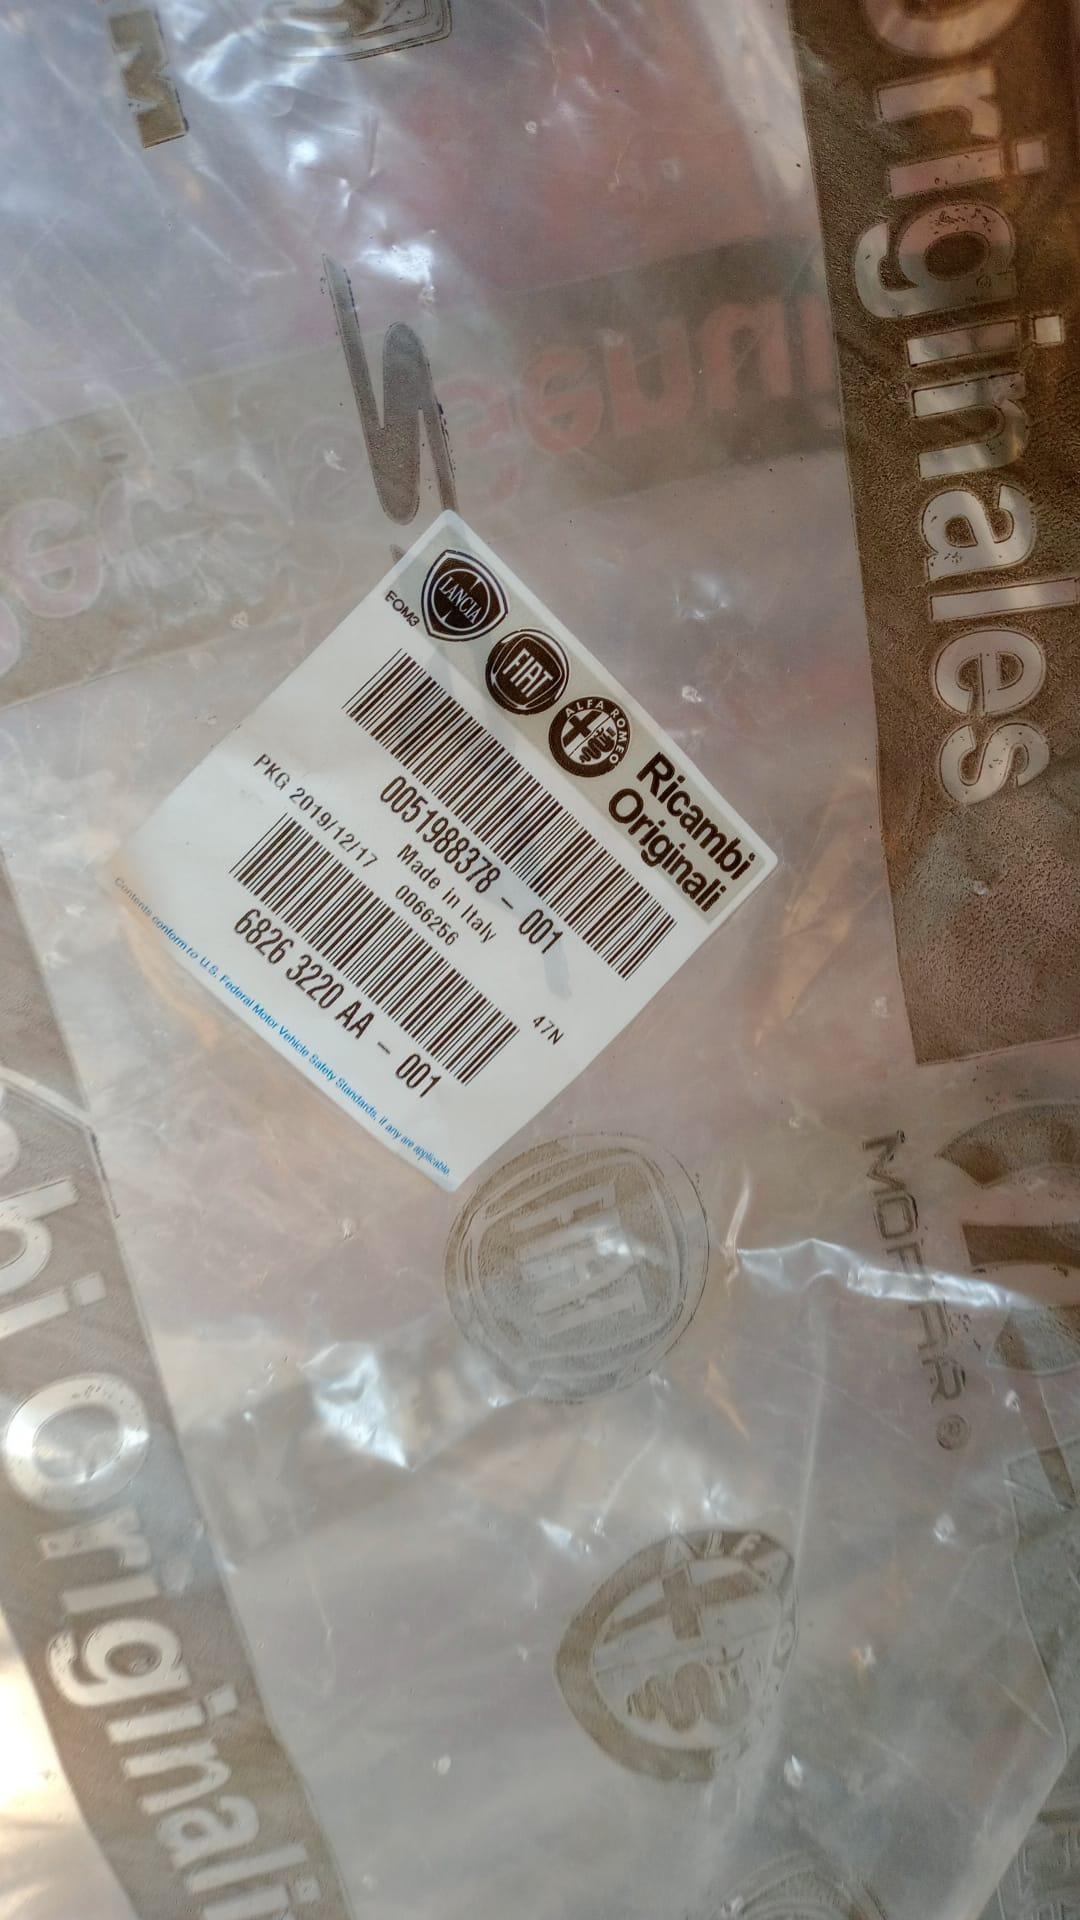 Originales
Genuine
LANCIA
FIAT
ALFA ROMEO
Ricambi
Originali
EOM3
0051988378 - 001
Made in Italy
PKG 2019/12/17 0066256
47N
6826 3220 AA - 001
Contents conform to U.S. Federal Motor Vehicle Safety Standards, if any are applicable.
FIAT
MOPAR®
Originali
ALFA